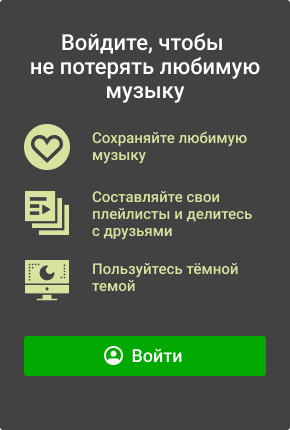 Войдите, чтобы
не потерять любимую
музыку
Сохраняйте любимую
музыку
Составляйте свои
плейлисты и делитесь
с друзьями
Пользуйтесь тёмной
темой
Войти